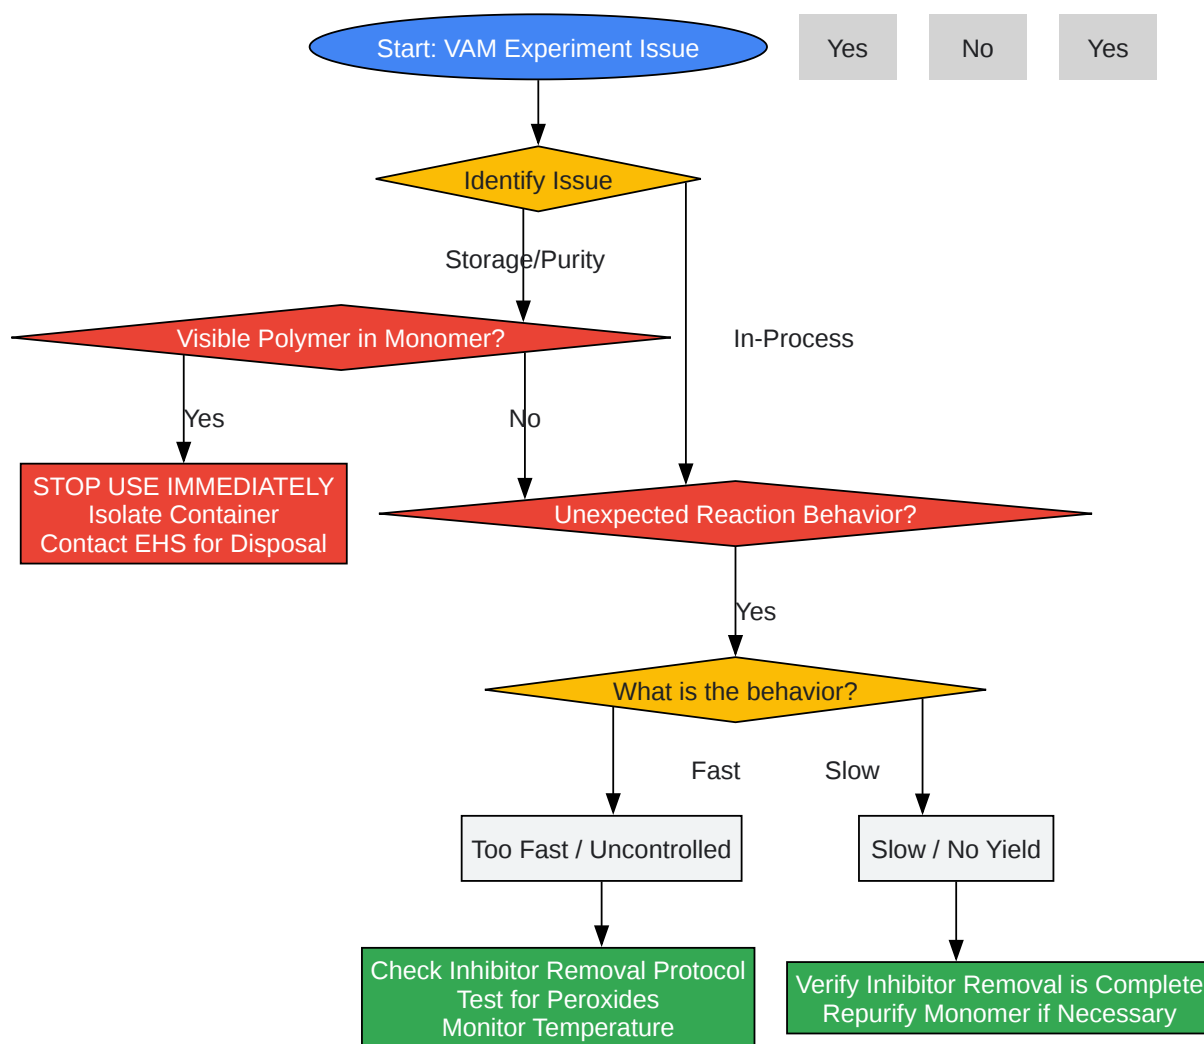 Start: VAM Experiment Issue
Yes
No
Yes
Identify Issue
Storage/Purity
Visible Polymer in Monomer?
In-Process
Yes
No
STOP USE IMMEDIATELY
Isolate Container
Contact EHS for Disposal
Unexpected Reaction Behavior?
Yes
What is the behavior?
Fast
Slow
Too Fast / Uncontrolled
Slow / No Yield
Check Inhibitor Removal Protocol
Test for Peroxides
Monitor Temperature
Verify Inhibitor Removal is Complete
Repurify Monomer if Necessary